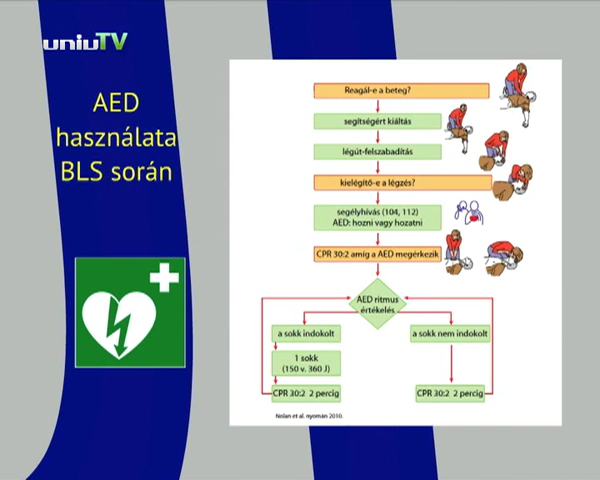 uniuTV
AED
használata
BLS során
Reagál-e a beteg?
segítségért kiáltás
légút-felszabadítás
kielégítő-e a légzés?
segélyhívás (104, 112)
AED: hozni vagy hozatni
CPR 30:2 amíg a AED megérkezik
AED ritmus
értékelés
a sokk indokolt
a sokk nem indokolt
1 sokk
(150 v. 360 J)
CPR 30:2 2 percig
CPR 30:2 2 percig
Nolan et al. nyomán 2010.